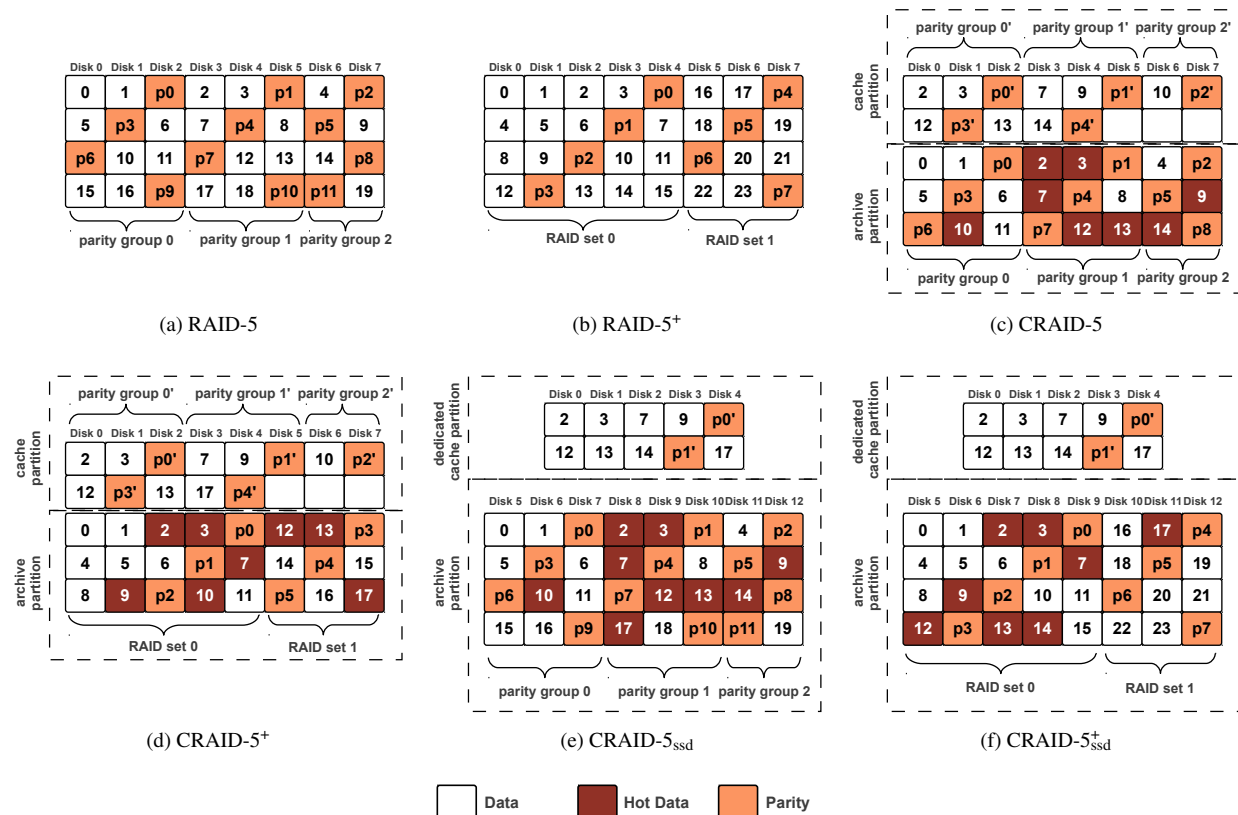 parity group 0' parity group 1' parity group 2'
Disk 0 Disk 1 Disk 2 Disk 3 Disk 4 Disk 5 Disk 6 Disk 7
0 1 p0 2 3 p1 4 p2
5 p3 6 7 p4 8 p5 9
p6 10 11 p7 12 13 14 p8
15 16 p9 17 18 p10 p11 19
parity group 0 parity group 1 parity group 2
(a) RAID-5
Disk 0 Disk 1 Disk 2 Disk 3 Disk 4 Disk 5 Disk 6 Disk 7
0 1 2 3 p0 16 17 p4
4 5 6 p1 7 18 p5 19
8 9 p2 10 11 p6 20 21
12 p3 13 14 15 22 23 p7
RAID set 0 RAID set 1
(b) RAID-5+
Disk 0 Disk 1 Disk 2 Disk 3 Disk 4 Disk 5 Disk 6 Disk 7
cache
partition
2 3 p0' 7 9 p1' 10 p2'
12 p3' 13 14 p4'
archive
partition
0 1 p0 2 3 p1 4 p2
5 p3 6 7 p4 8 p5 9
p6 10 11 p7 12 13 14 p8
parity group 0 parity group 1 parity group 2
(c) CRAID-5
parity group 0' parity group 1' parity group 2'
Disk 0 Disk 1 Disk 2 Disk 3 Disk 4 Disk 5 Disk 6 Disk 7
cache
partition
2 3 p0' 7 9 p1' 10 p2'
12 p3' 13 17 p4'
archive
partition
0 1 2 3 p0 12 13 p3
4 5 6 p1 7 14 p4 15
8 9 p2 10 11 p5 16 17
RAID set 0 RAID set 1
(d) CRAID-5+
dedicated
cache partition
Disk 0 Disk 1 Disk 2 Disk 3 Disk 4
2 3 7 9 p0'
12 13 14 p1' 17
archive
partition
Disk 5 Disk 6 Disk 7 Disk 8 Disk 9 Disk 10 Disk 11 Disk 12
0 1 p0 2 3 p1 4 p2
5 p3 6 7 p4 8 p5 9
p6 10 11 p7 12 13 14 p8
15 16 p9 17 18 p10 p11 19
parity group 0 parity group 1 parity group 2
(e) CRAID-5ssd
dedicated
cache partition
Disk 0 Disk 1 Disk 2 Disk 3 Disk 4
2 3 7 9 p0'
12 13 14 p1' 17
archive
partition
Disk 5 Disk 6 Disk 7 Disk 8 Disk 9 Disk 10 Disk 11 Disk 12
0 1 2 3 p0 16 17 p4
4 5 6 p1 7 18 p5 19
8 9 p2 10 11 p6 20 21
12 p3 13 14 15 22 23 p7
RAID set 0 RAID set 1
(f) CRAID-5+ssd
Data Hot Data Parity